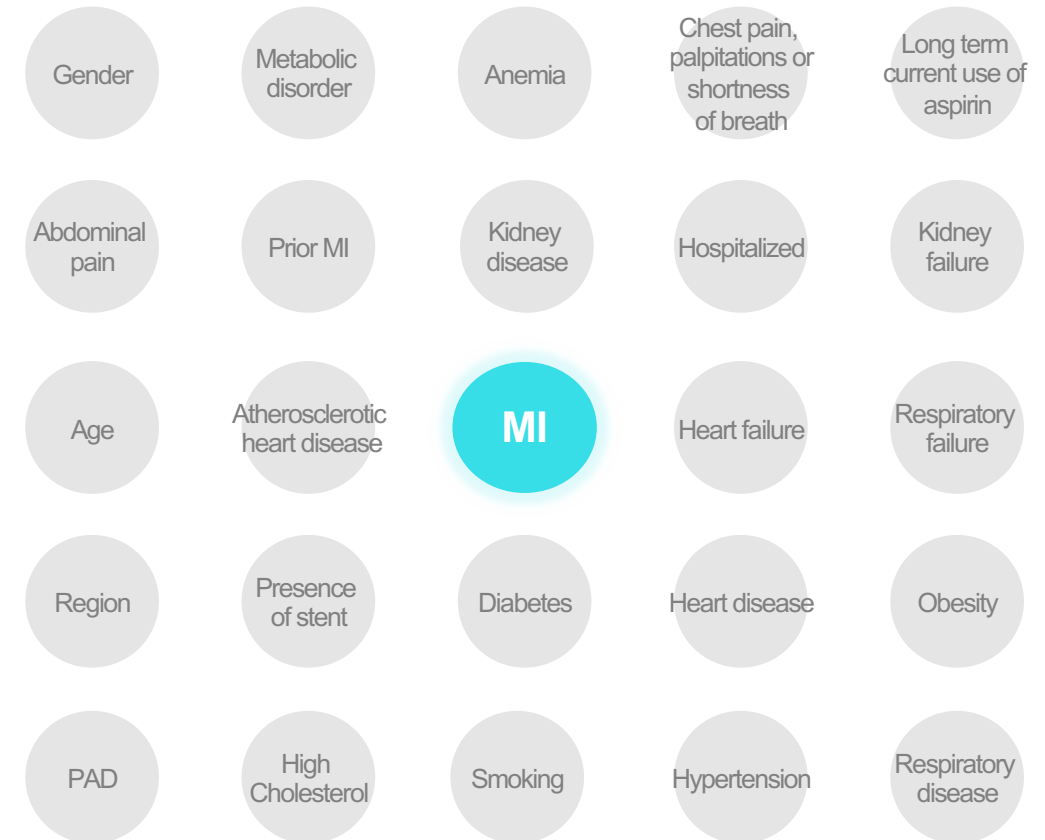 Gender
Metabolic
disorder
Anemia
Chest pain,
palpitations or
shortness
of breath
Long term
current use of
aspirin
Abdominal
pain
Prior MI
Kidney
disease
Hospitalized
Kidney
failure
Age
Atherosclerotic
heart disease
MI
Heart failure
Respiratory
failure
Region
Presence
of stent
Diabetes
Heart disease
Obesity
PAD
High
Cholesterol
Smoking
Hypertension
Respiratory
disease